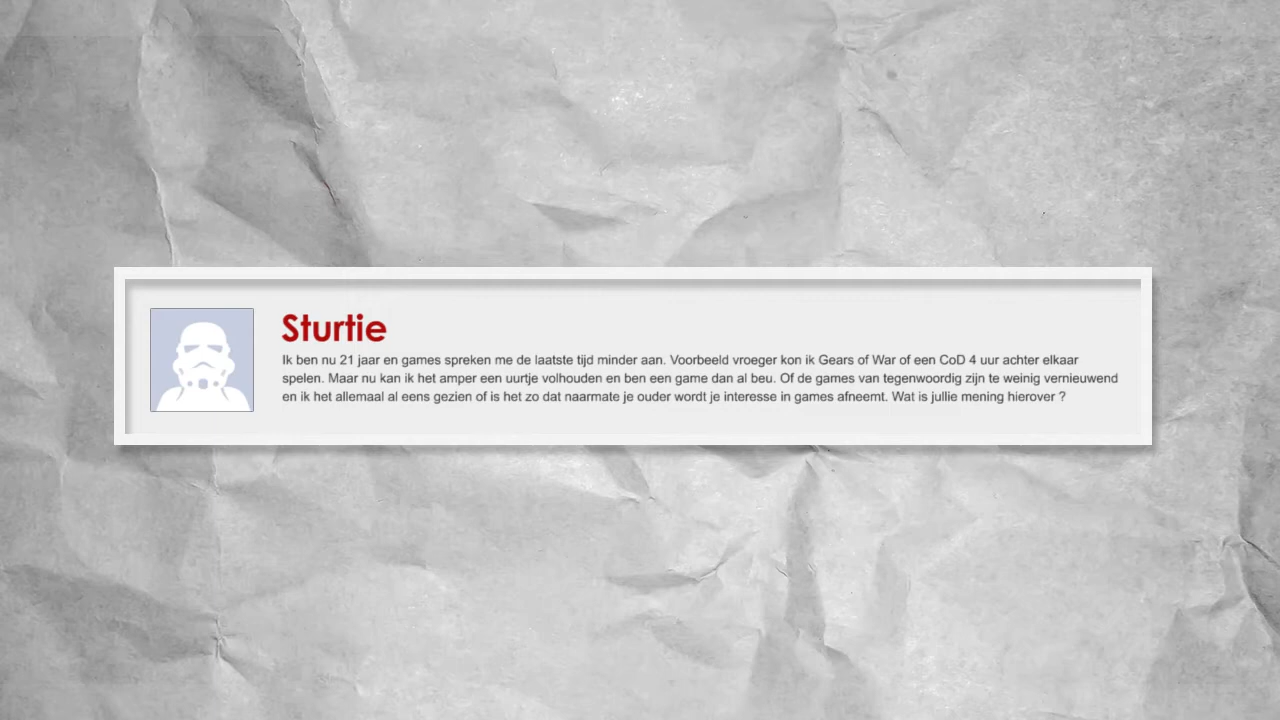 Sturtie
Ik ben nu 21 jaar en games spreken me de laatste tijd minder aan. Voorbeeld vroeger kon ik Gears of War of een CoD 4 uur achter elkaar
spelen. Maar nu kan ik het amper een uurtje volhouden en ben een game dan al beu. Of de games van tegenwoordig zijn te weinig vernieuwend
en ik het allemaal al eens gezien of is het zo dat naarmate je ouder wordt je interesse in games afneemt. Wat is jullie mening hierover ?